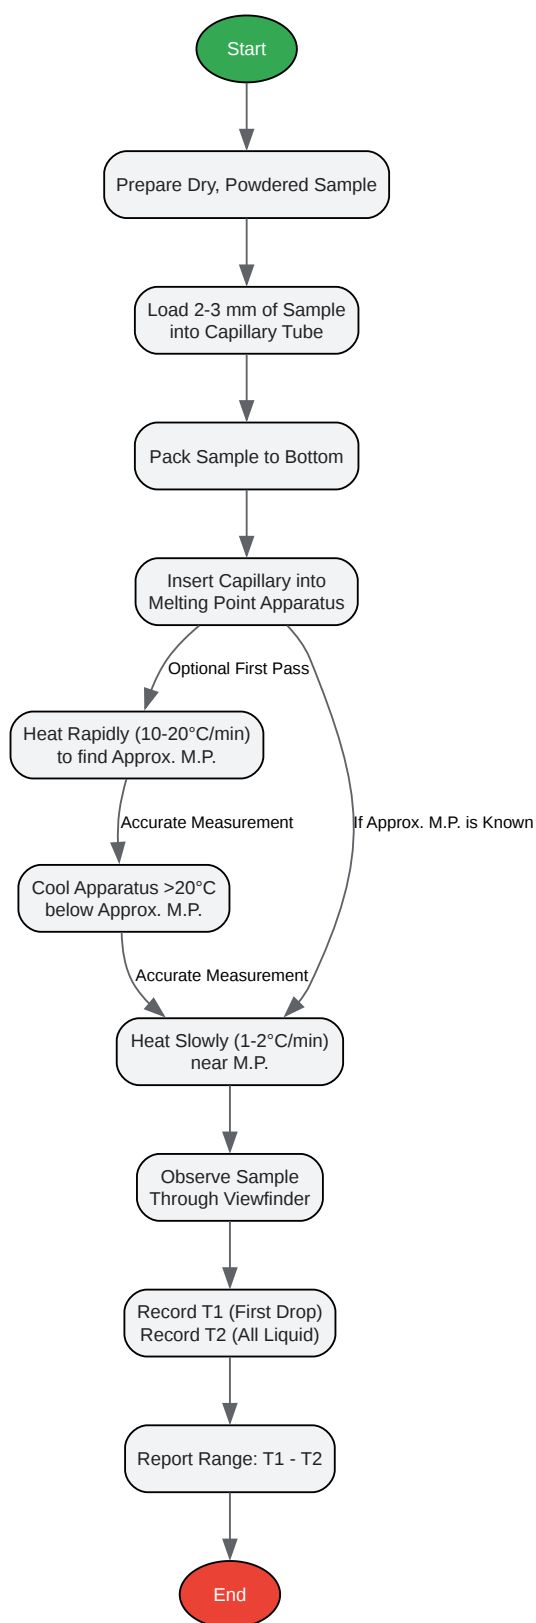 Start
Prepare Dry, Powdered Sample
Load 2-3 mm of Sample
into Capillary Tube
Pack Sample to Bottom
Insert Capillary into
Melting Point Apparatus
Optional First Pass
Heat Rapidly (10-20°C/min)
to find Approx. M.P.
Accurate Measurement
If Approx. M.P. is Known
Cool Apparatus >20°C
below Approx. M.P.
Accurate Measurement
Heat Slowly (1-2°C/min)
near M.P.
Observe Sample
Through Viewfinder
Record T1 (First Drop)
Record T2 (All Liquid)
Report Range: T1 - T2
End